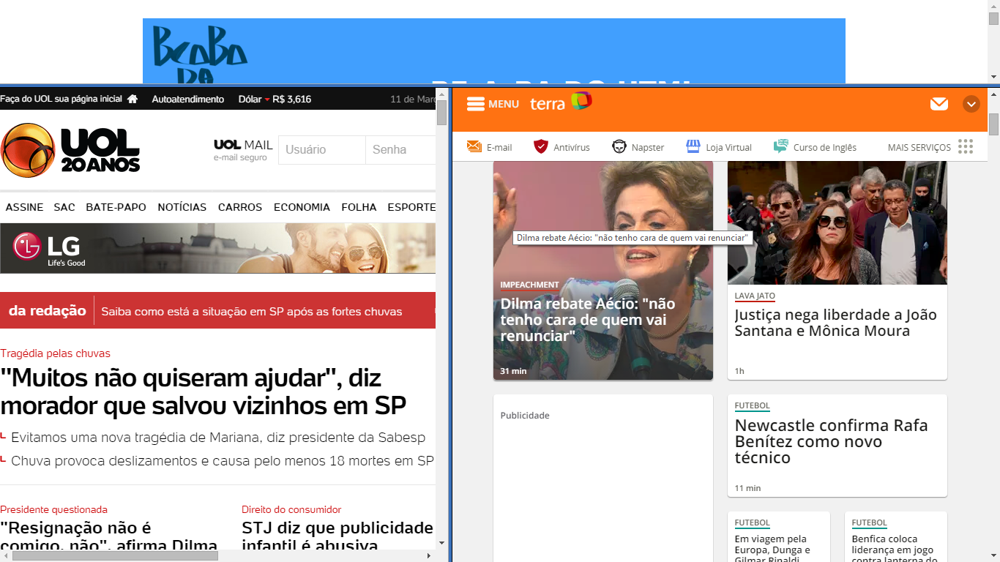 BEABA
DA
BE-A-BA DO HTML
Faça do UOL sua página inicial
Autoatendimento
Dólar R$ 3,616
11 de Març
UOL
20 ANOS
UOL MAIL
e-mail seguro
Usuário
Senha
ASSINE SAC BATE-PAPO NOTÍCIAS CARROS ECONOMIA FOLHA ESPORTE
LG
Life's Good
da redação
Saiba como está a situação em SP após as fortes chuvas
Tragédia pelas chuvas
"Muitos não quiseram ajudar", diz
morador que salvou vizinhos em SP
Evitamos uma nova tragédia de Mariana, diz presidente da Sabesp
Chuva provoca deslizamentos e causa pelo menos 18 mortes em SP
Presidente questionada
"Resignação não é
comigo, não", afirma Dilma
Direito do consumidor
STJ diz que publicidade
infantil é abusiva
MENU
terra
E-mail
Antivírus
Napster
Loja Virtual
Curso de Inglês
MAIS SERVIÇOS
Dilma rebate Aécio: "não tenho cara de quem vai renunciar"
IMPEACHMENT
Dilma rebate Aécio: "não
tenho cara de quem vai
renunciar"
31 min
LAVA JATO
Justiça nega liberdade a João
Santana e Mônica Moura
1h
Publicidade
FUTEBOL
Newcastle confirma Rafa
Benítez como novo
técnico
11 min
FUTEBOL
Em viagem pela
Europa, Dunga e
Gilmar Rinaldi
FUTEBOL
Benfica coloca
liderança em jogo
contra lanterna do